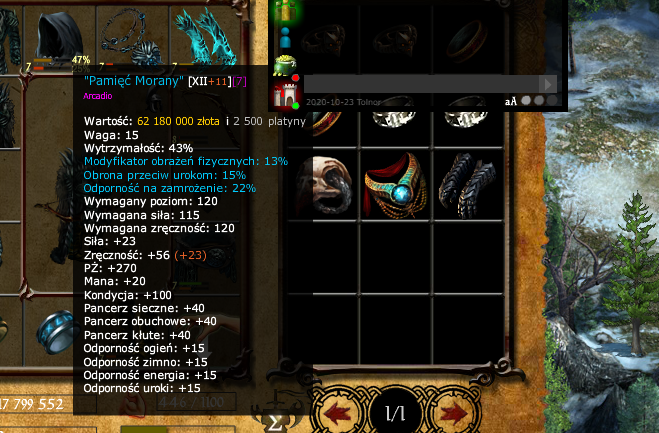 47%
7
7
7
"Pamięć Morany" [XII+11][7]
Arcadio
2020-10-23 Tolnor
aA
Wartość: 62 180 000 złota i 2 500 platyny
Waga: 15
Wytrzymałość: 43%
Modyfikator obrażeń fizycznych: 13%
Obrona przeciw urokom: 15%
Odporność na zamrożenie: 22%
Wymagany poziom: 120
Wymagana siła: 115
Wymagana zręczność: 120
Siła: +23
Zręczność: +56 (+23)
PŻ: +270
Mana: +20
Kondycja: +100
Pancerz sieczne: +40
Pancerz obuchowe: +40
Pancerz kłute: +40
Odporność ogień: +15
Odporność zimno: +15
Odporność energia: +15
Odporność uroki: +15
17 799 552
Σ
1/1